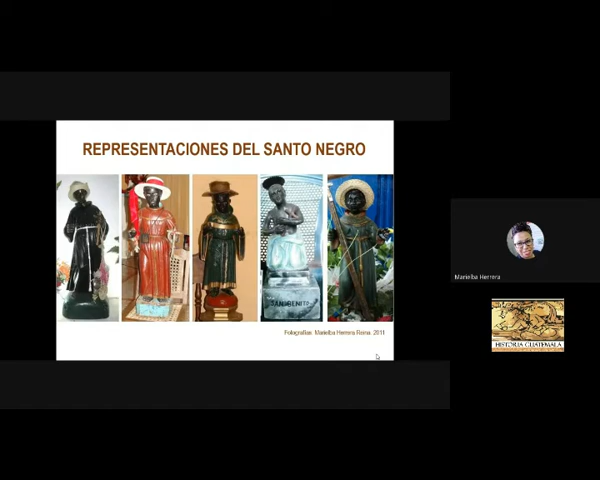 REPRESENTACIONES DEL SANTO NEGRO
SAN BENITO
Fotografías: Marielba Herrera Reina. 2011
Marielba Herrera
HISTORIA GUATEMALA